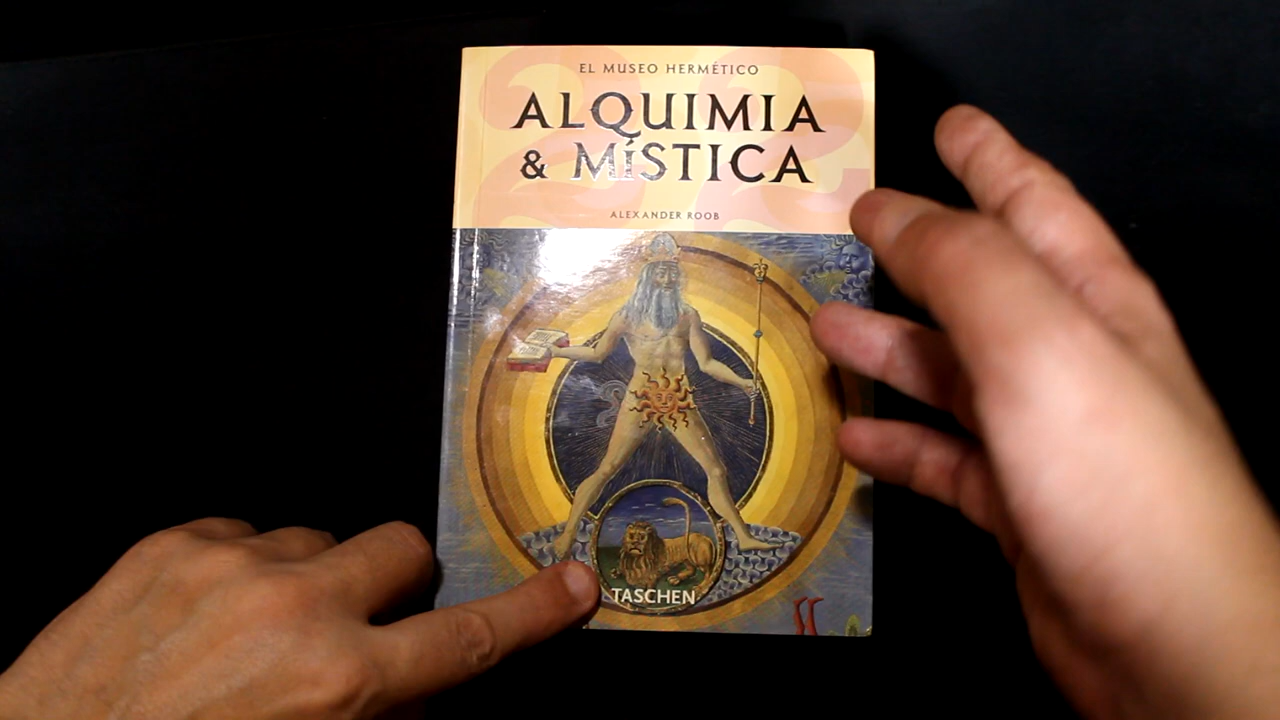 EL MUSEO HERMÉTICO
ALQUIMIA
& MÍSTICA
ALEXANDER ROOB
TASCHEN